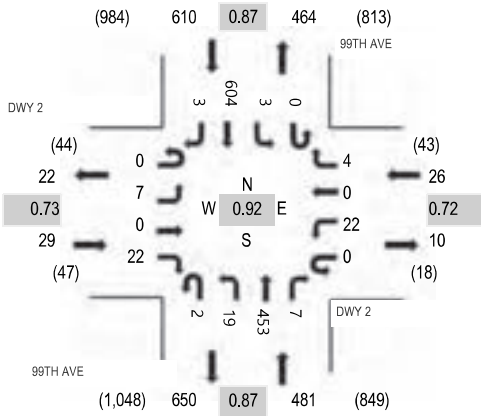 (984) 610 0.87 464 (813)
99TH AVE
DWY 2
3 604 3 0
(44) 0 4 (43)
22 26
7 N 0
0.73 W 0.92 E 0.72
0 S 22
29 10
22 0
(47) (18)
2 19 453 7
DWY 2
99TH AVE
(1,048) 650 0.87 481 (849)